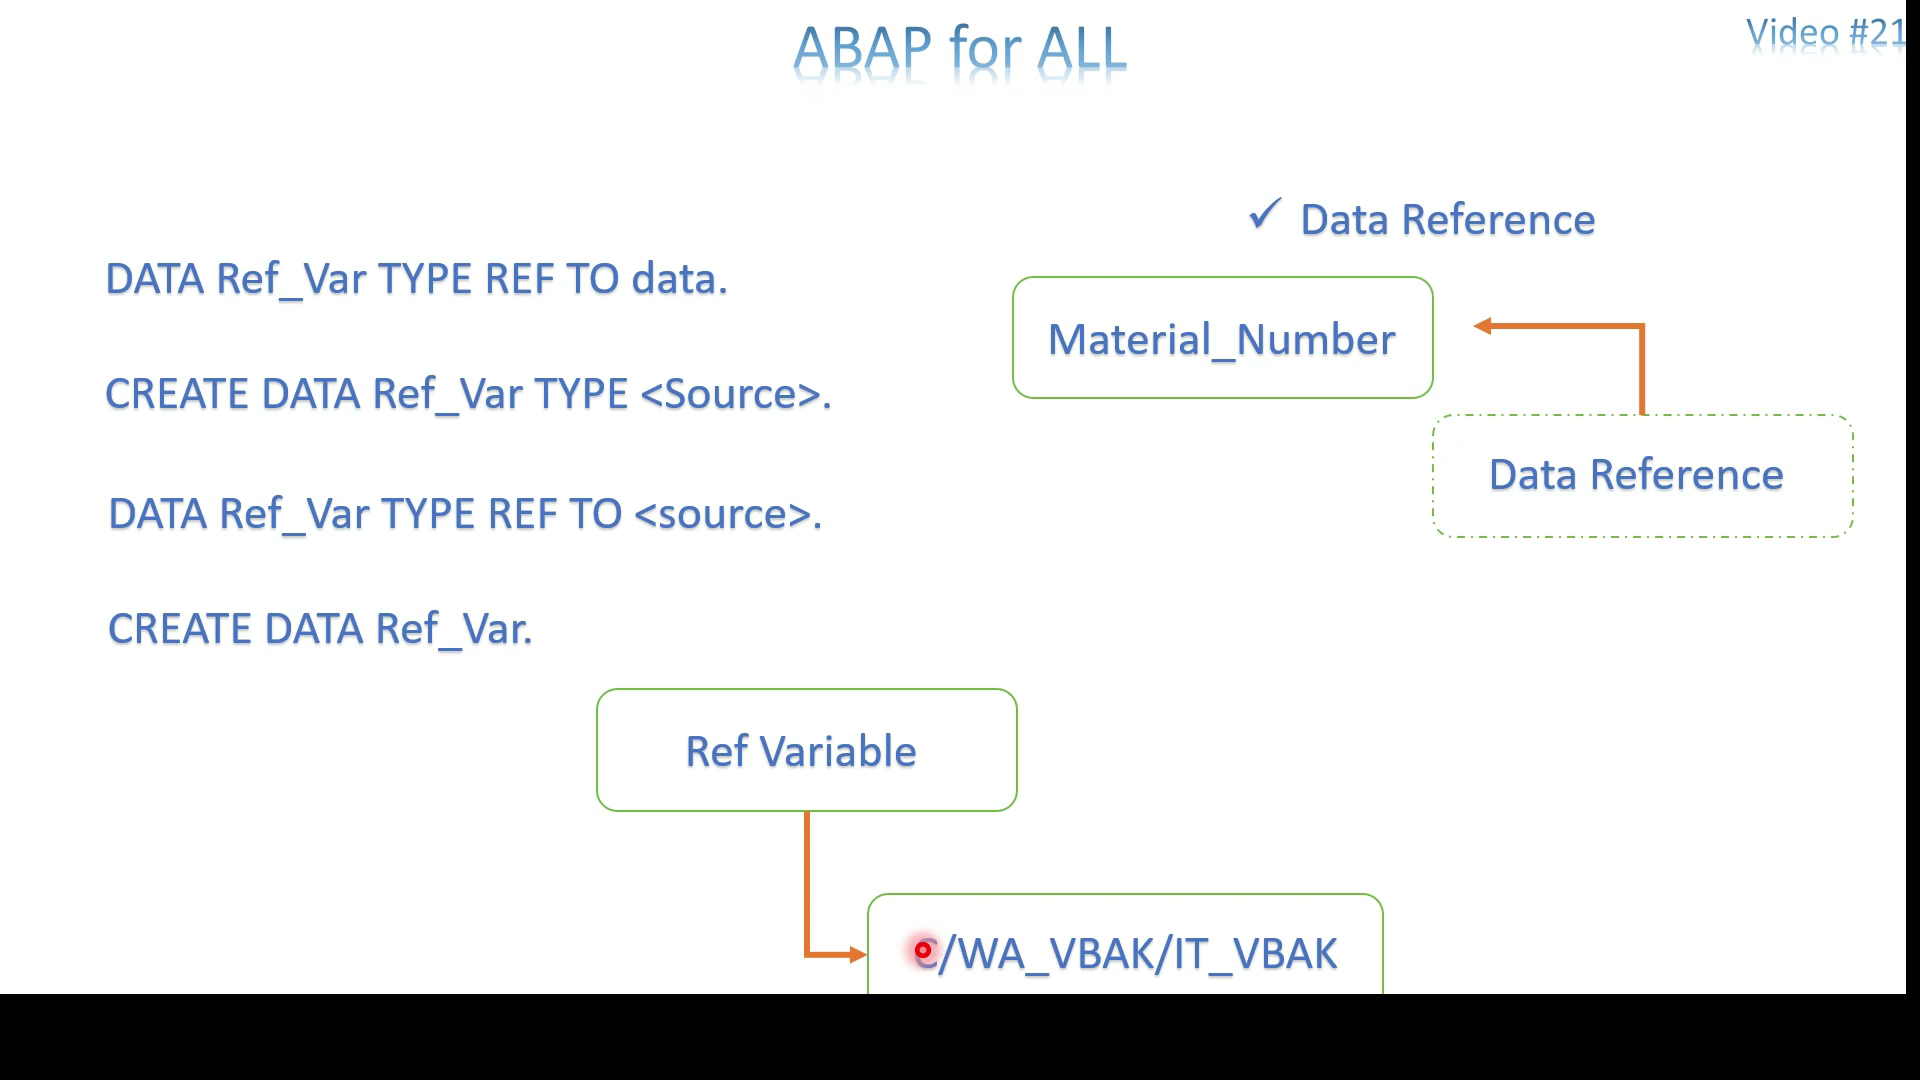 ABAP for ALL
Video #21
DATA Ref_Var TYPE REF TO data.
CREATE DATA Ref_Var TYPE <Source>.
DATA Ref_Var TYPE REF TO <source>.
CREATE DATA Ref_Var.
✓ Data Reference
Material_Number
Data Reference
Ref Variable
C/WA_VBAK/IT_VBAK